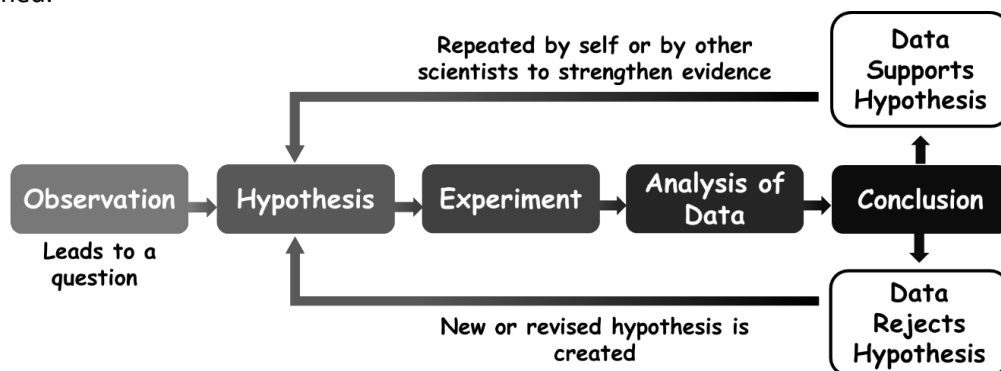 Repeated by self or by other
scientists to strengthen evidence
Data
Supports
Hypothesis
Observation
Hypothesis
Experiment
Analysis of
Data
Conclusion
Leads to a
question
New or revised hypothesis is
created
Data
Rejects
Hypothesis